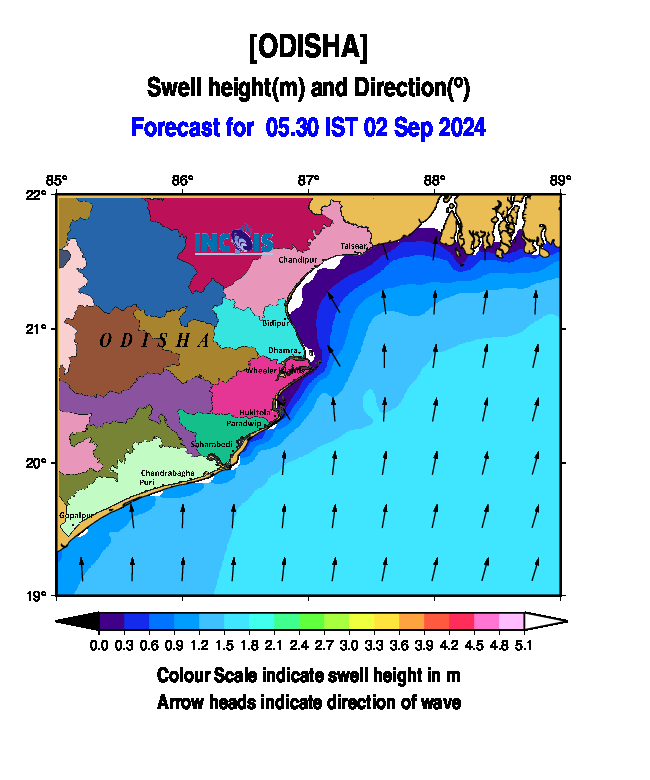 [ODISHA]
Swell height(m) and Direction(º)
Forecast for 05.30 IST 02 Sep 2024
85° 86° 87° 88° 89°
22°
INCOIS
Talsear
Chandipur
21°
Bidipur
ODISHA
Dhamra
Wheeler
Hukitola
Paradwip
Saharabedi
20°
Chendrabaghe
Puri
Gopalpur
19°
0.0 0.3 0.6 0.9 1.2 1.5 1.8 2.1 2.4 2.7 3.0 3.3 3.6 3.9 4.2 4.5 4.8 5.1
Colour Scale indicate swell height in m
Arrow heads indicate direction of wave